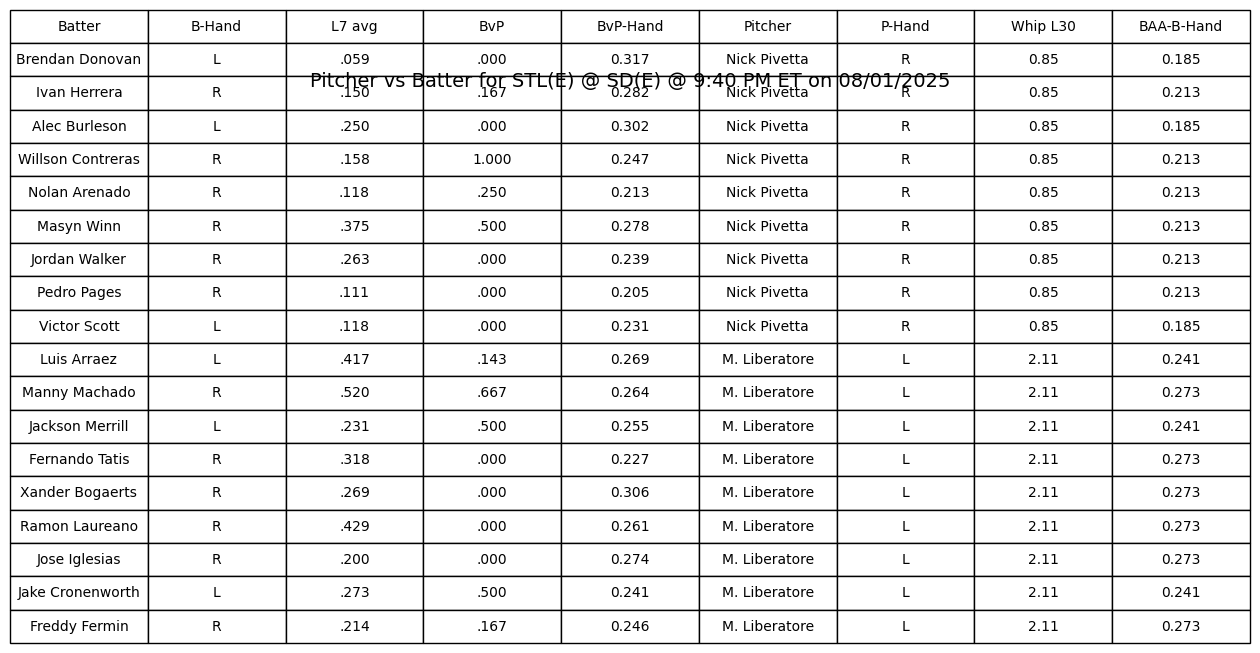 Batter B-Hand L7 avg BvP BvP-Hand Pitcher P-Hand Whip L30 BAA-B-Hand
Brendan Donovan L .059 .000 0.317 Nick Pivetta R 0.85 0.185
Pitcher vs Batter for STL(E) @ SD(E) @ 9:40 PM ET on 08/01/2025
Ivan Herrera R .150 .167 0.282 Nick Pivetta R 0.85 0.213
Alec Burleson L .250 .000 0.302 Nick Pivetta R 0.85 0.185
Willson Contreras R .158 1.000 0.247 Nick Pivetta R 0.85 0.213
Nolan Arenado R .118 .250 0.213 Nick Pivetta R 0.85 0.213
Masyn Winn R .375 .500 0.278 Nick Pivetta R 0.85 0.213
Jordan Walker R .263 .000 0.239 Nick Pivetta R 0.85 0.213
Pedro Pages R .111 .000 0.205 Nick Pivetta R 0.85 0.213
Victor Scott L .118 .000 0.231 Nick Pivetta R 0.85 0.185
Luis Arraez L .417 .143 0.269 M. Liberatore L 2.11 0.241
Manny Machado R .520 .667 0.264 M. Liberatore L 2.11 0.273
Jackson Merrill L .231 .500 0.255 M. Liberatore L 2.11 0.241
Fernando Tatis R .318 .000 0.227 M. Liberatore L 2.11 0.273
Xander Bogaerts R .269 .000 0.306 M. Liberatore L 2.11 0.273
Ramon Laureano R .429 .000 0.261 M. Liberatore L 2.11 0.273
Jose Iglesias R .200 .000 0.274 M. Liberatore L 2.11 0.273
Jake Cronenworth L .273 .500 0.241 M. Liberatore L 2.11 0.241
Freddy Fermin R .214 .167 0.246 M. Liberatore L 2.11 0.273